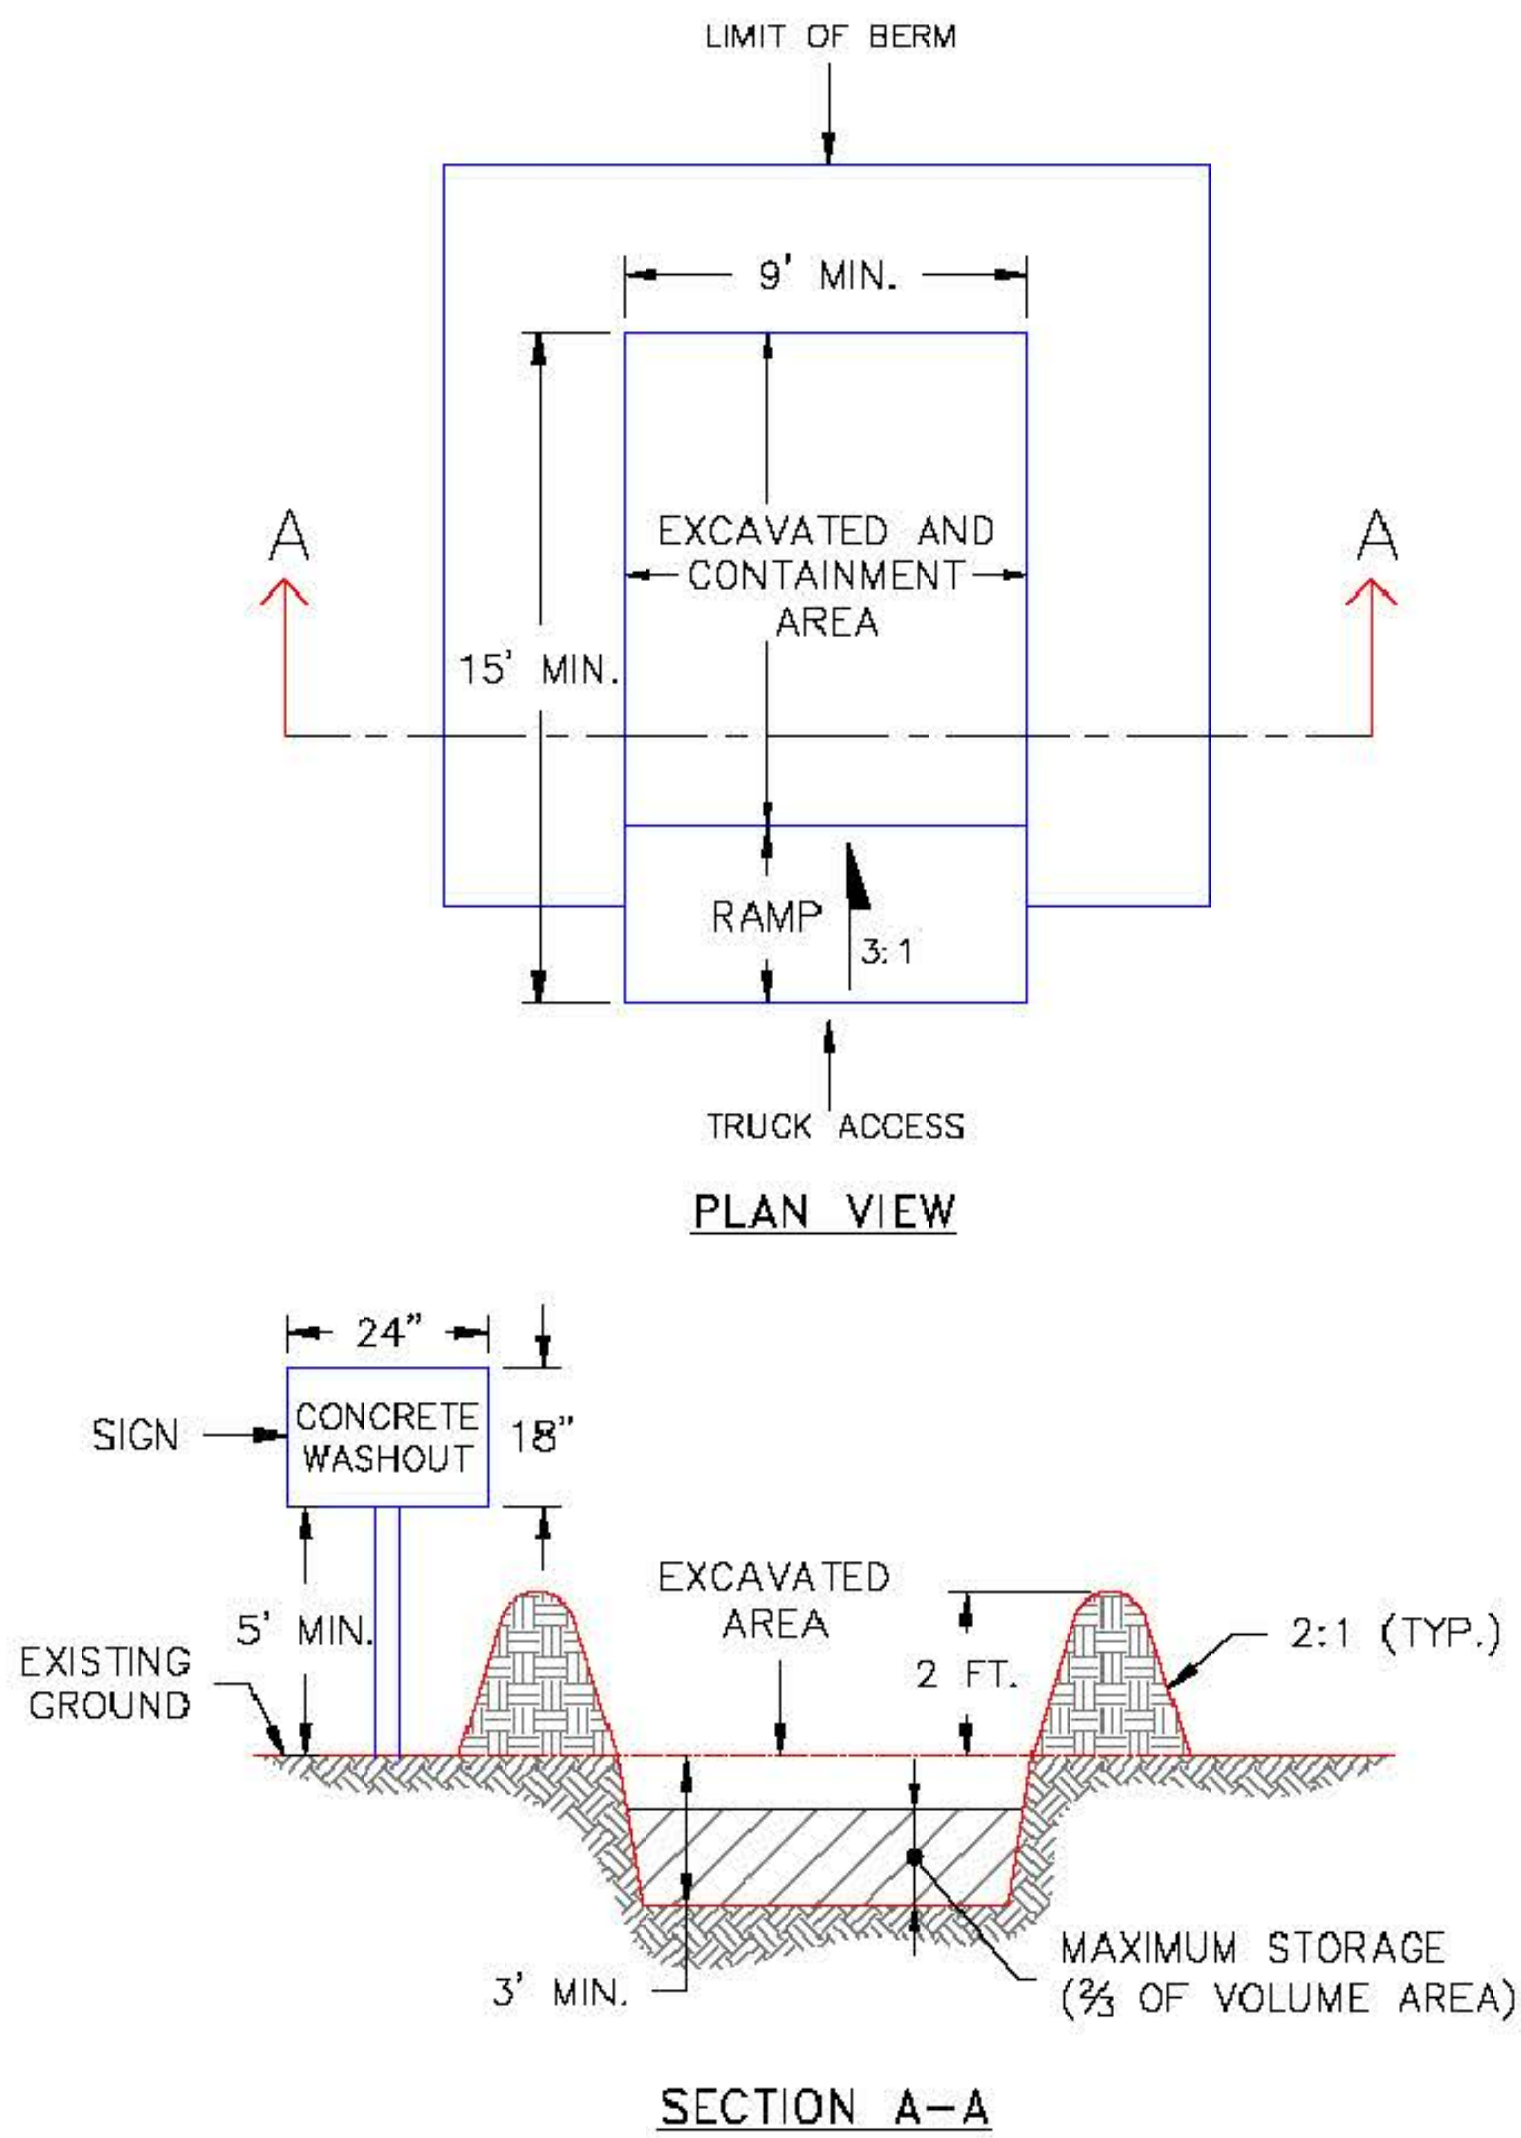 LIMIT OF BERM
9' MIN.
A
A
EXCAVATED AND
CONTAINMENT
AREA
15' MIN.
RAMP
3:1
TRUCK ACCESS
PLAN VIEW
24"
SIGN
CONCRETE
WASHOUT
18"
EXCAVATED
AREA
5' MIN.
2:1 (TYP.)
EXISTING
GROUND
2 FT.
3' MIN.
MAXIMUM STORAGE
(⅔ OF VOLUME AREA)
SECTION A-A